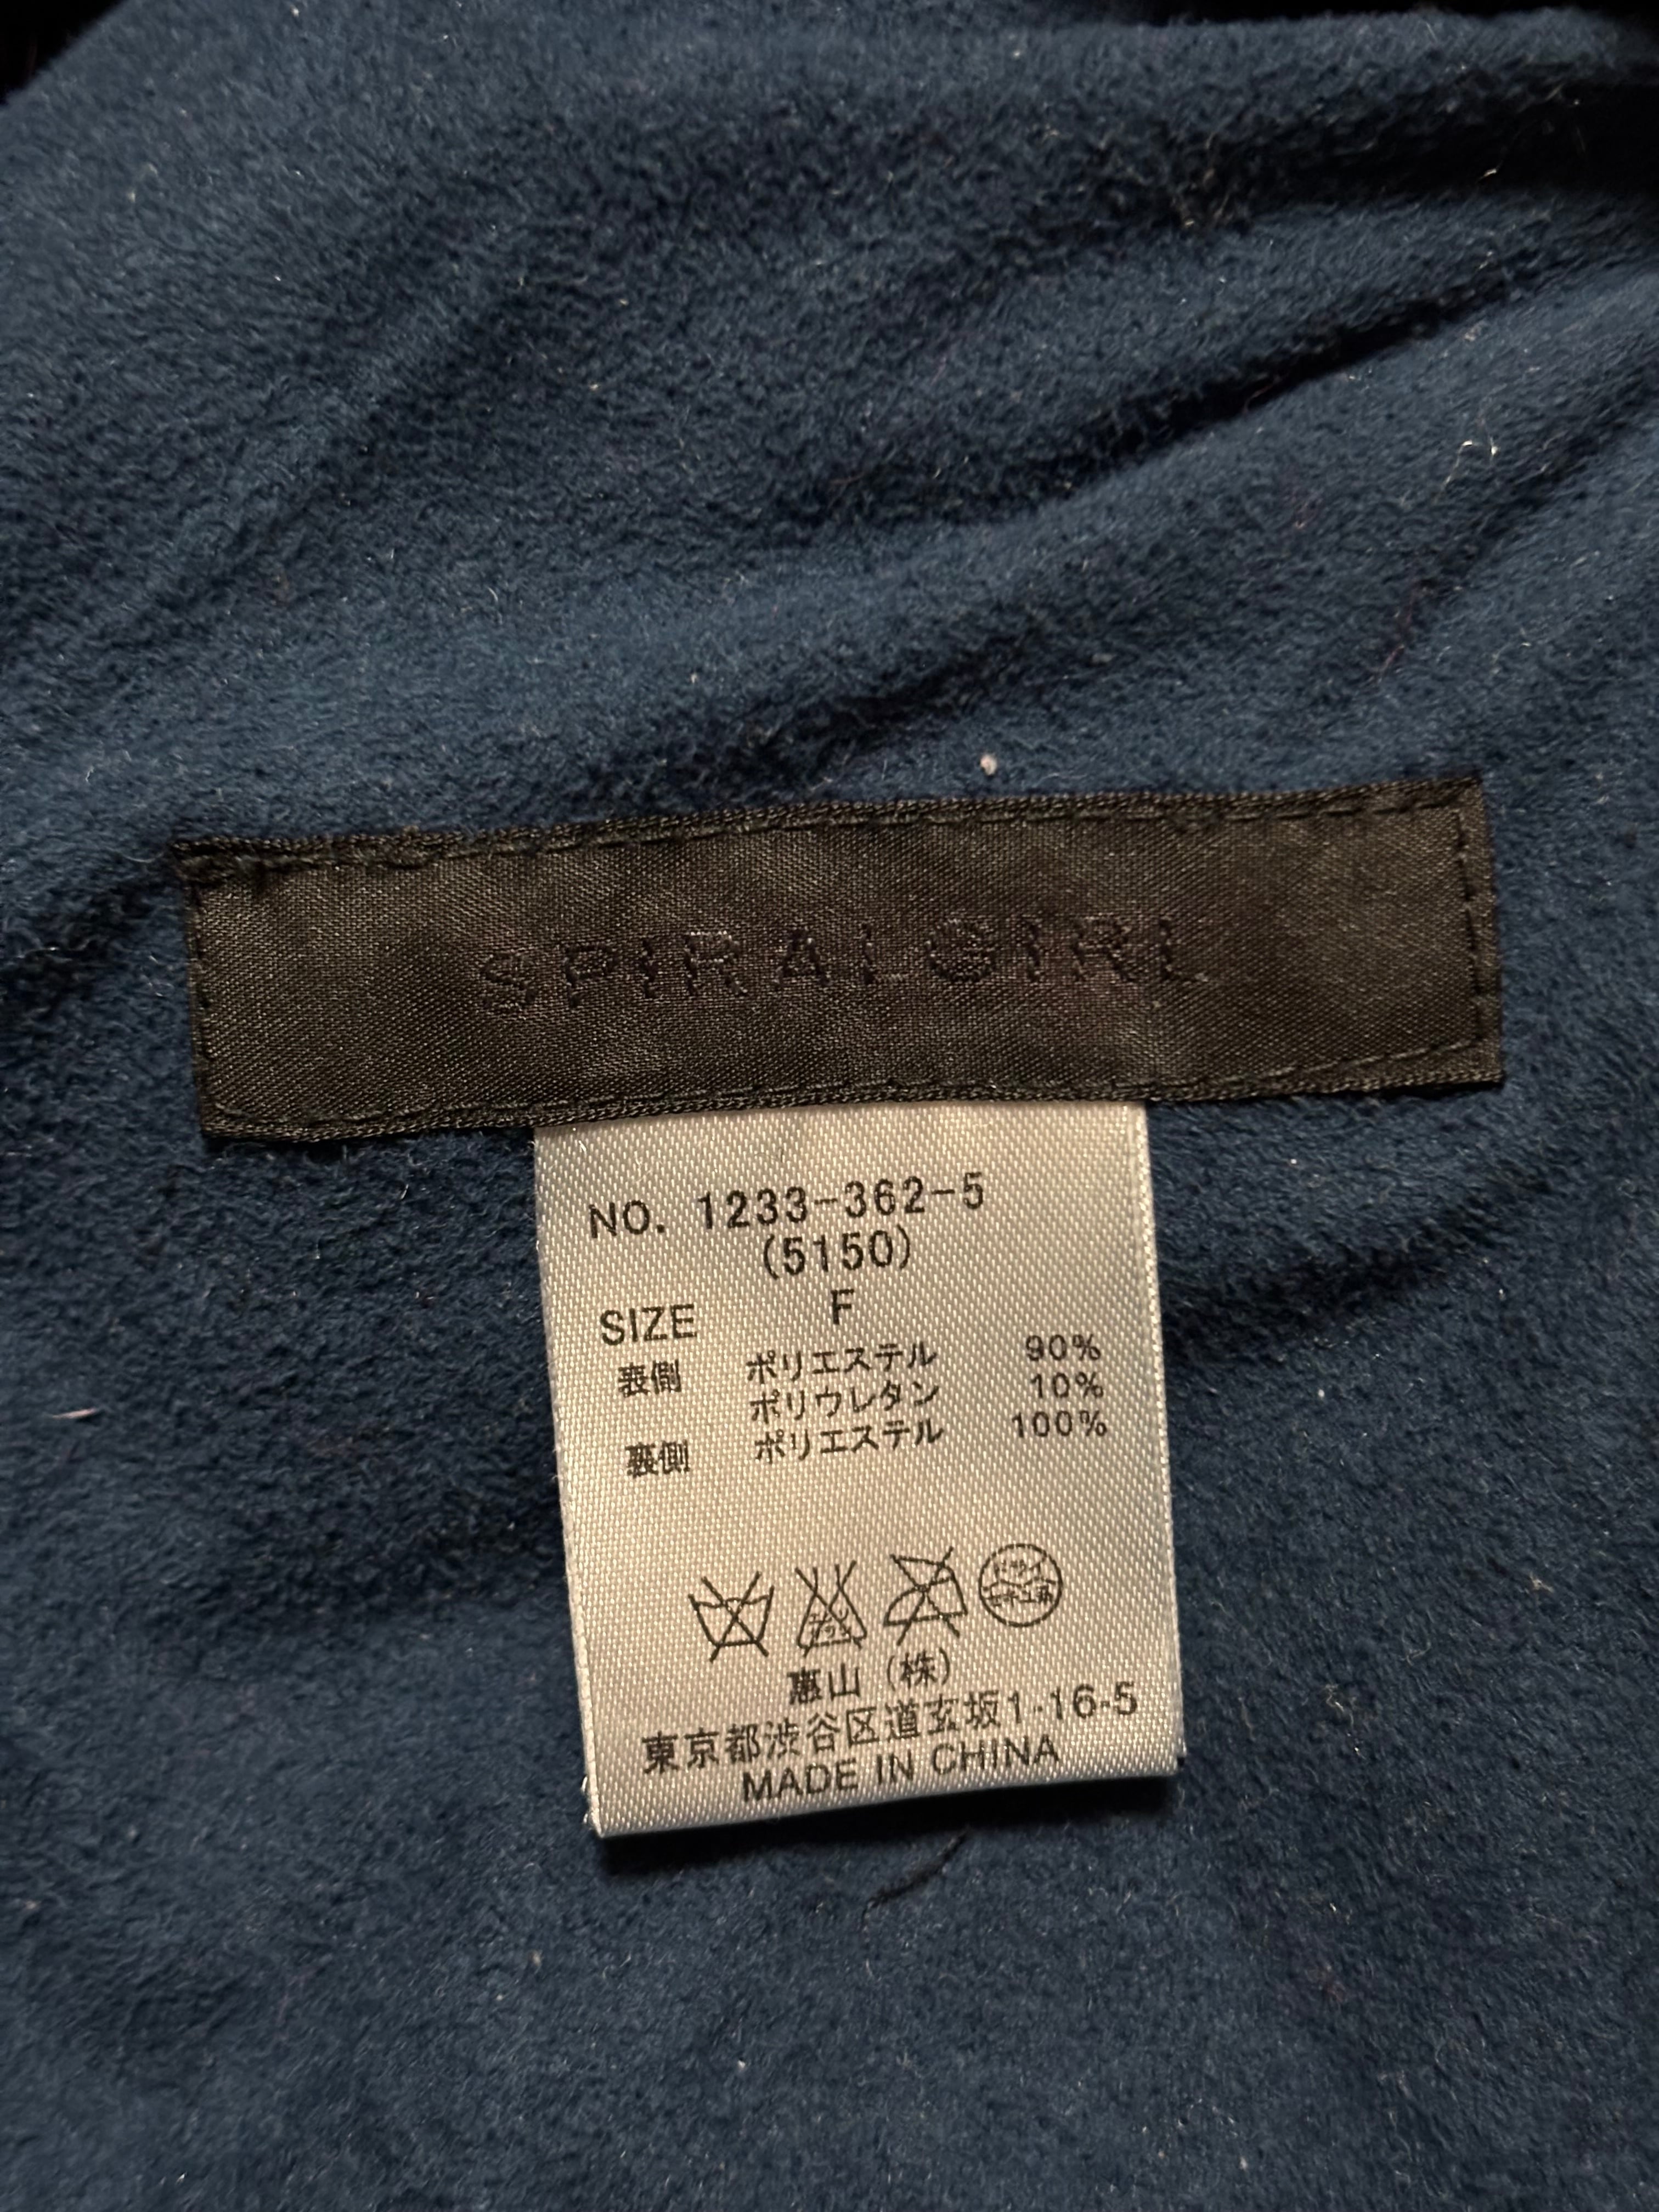 SPIRALGIRL
NO. 1233-362-5
(5150)
SIZE F
表側 ポリエステル 90%
ポリウレタン 10%
裏側 ポリエステル 100%
恵山（株）
東京都渋谷区道玄坂1-16-5
MADE IN CHINA